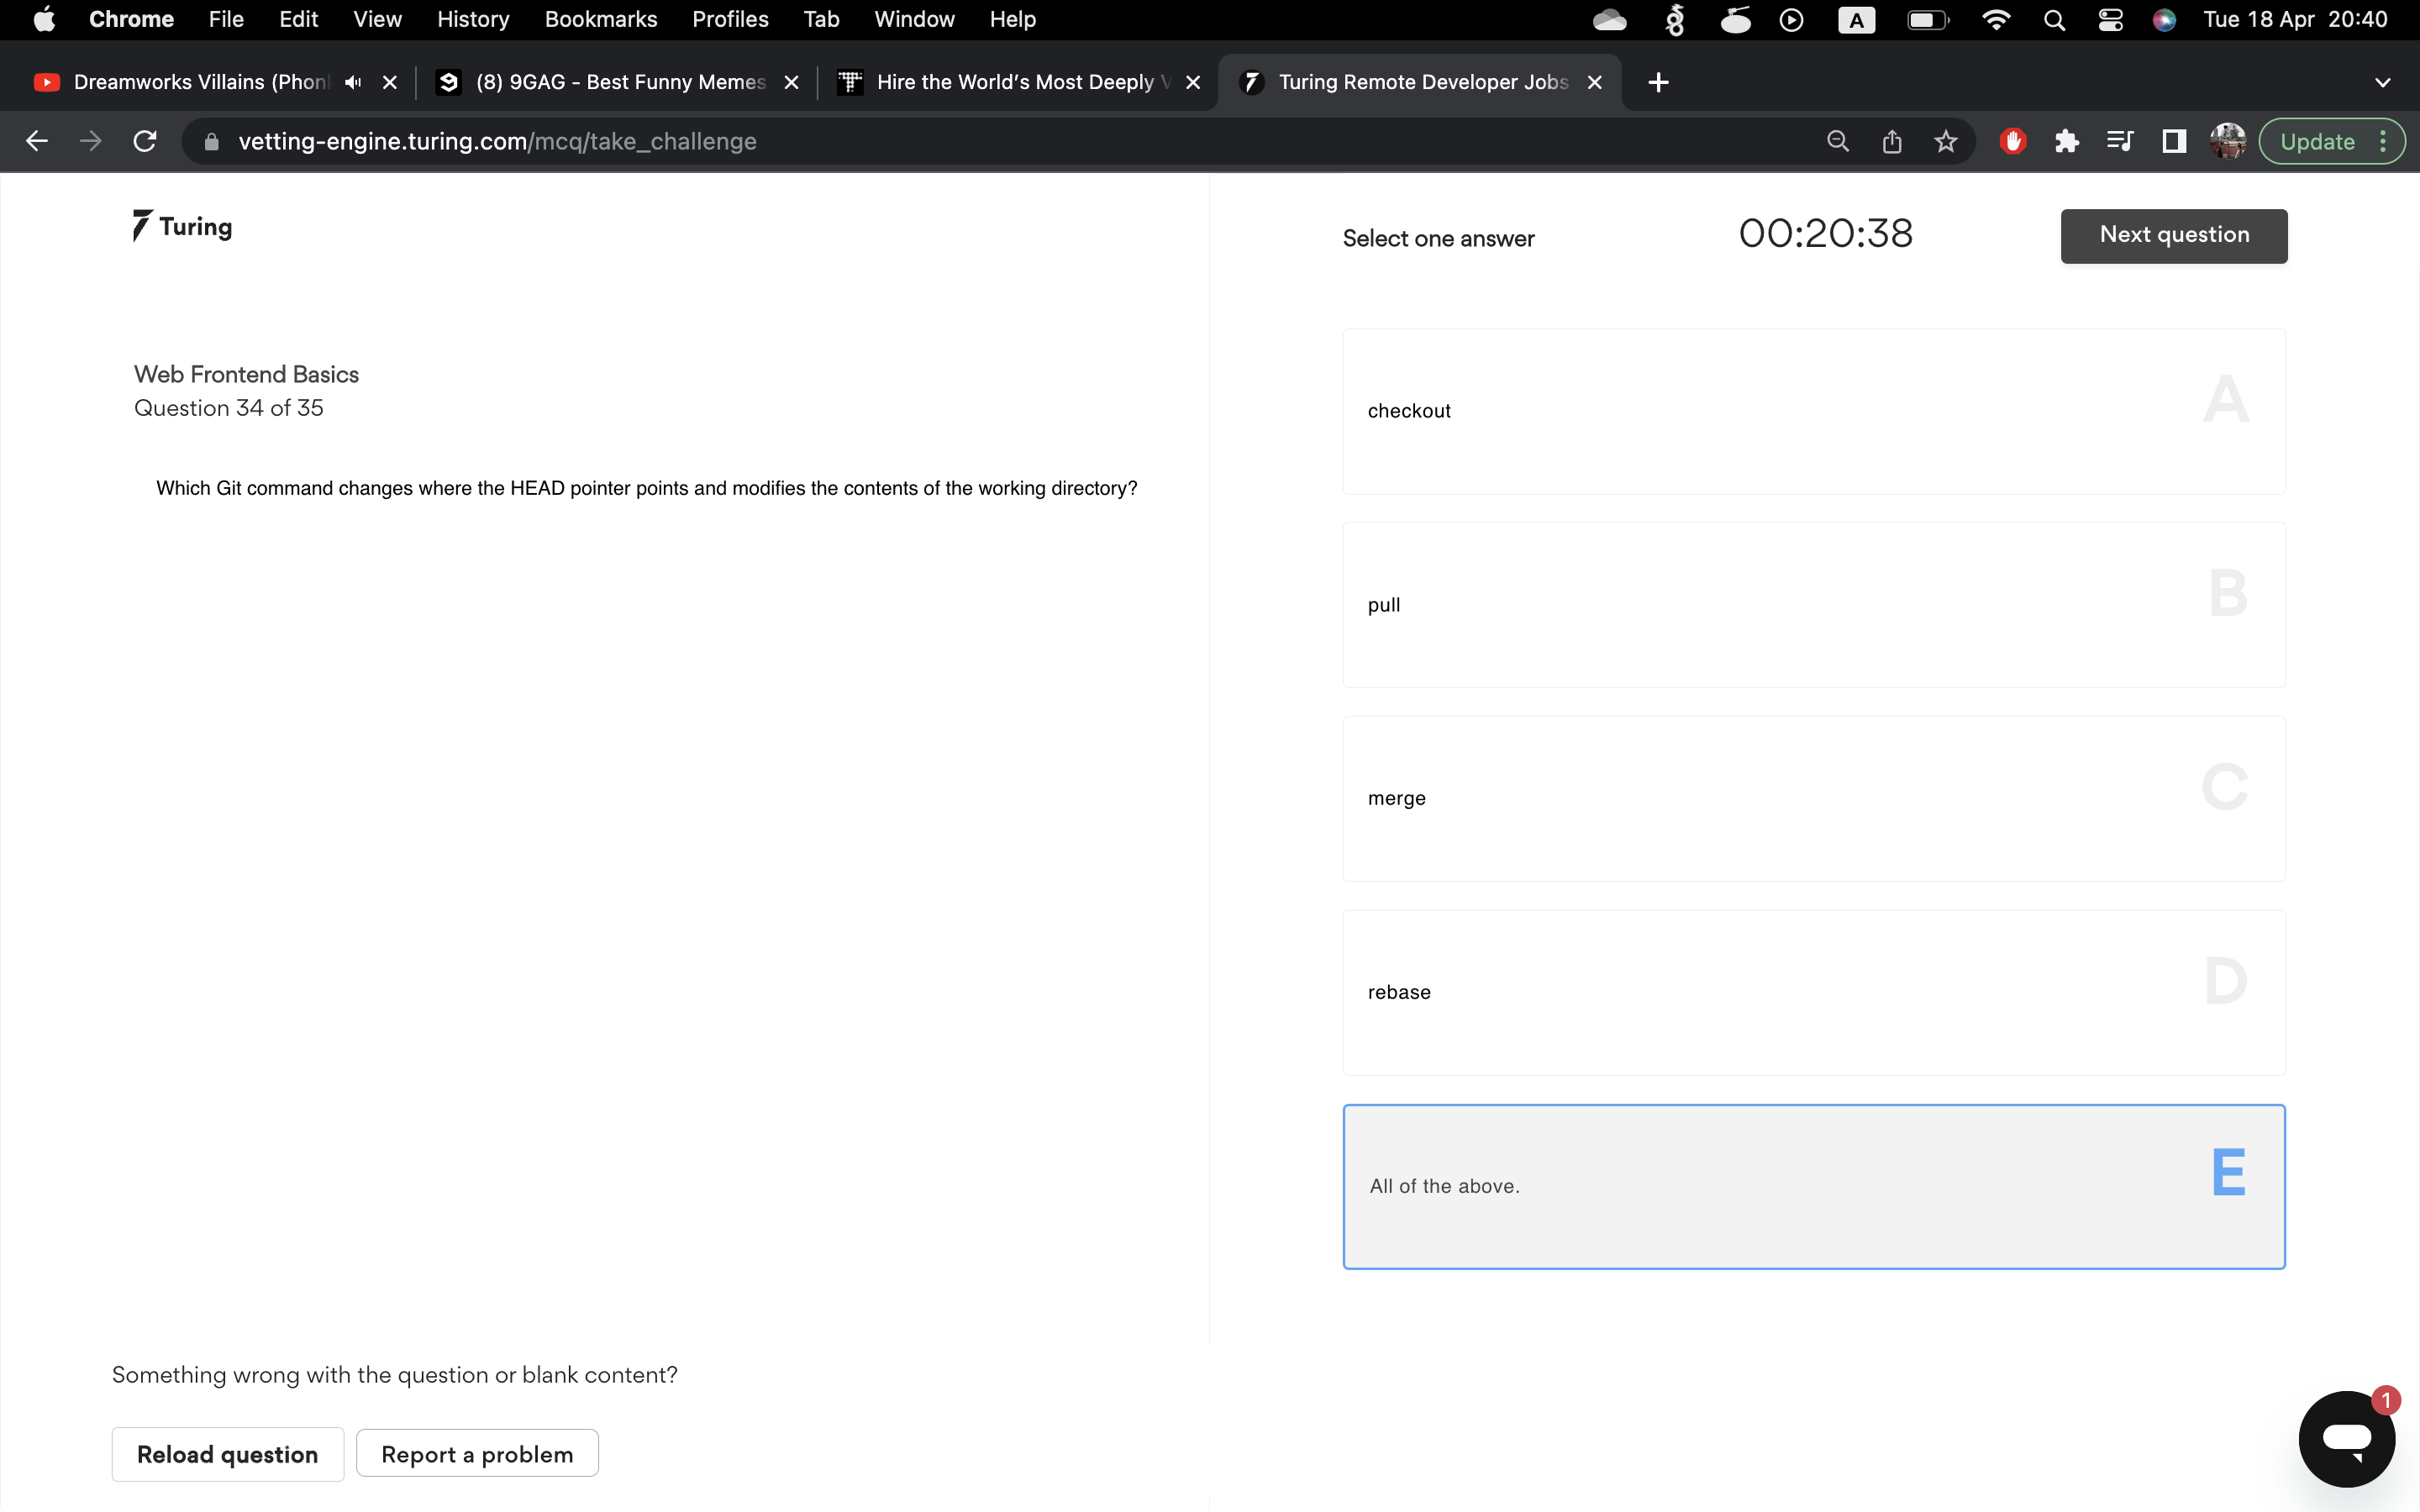 Chrome File Edit View History Bookmarks Profiles Tab Window Help A Tue 18 Apr 20:40
Dreamworks Villains (Phon (8) 9GAG - Best Funny Memes Hire the World's Most Deeply V Turing Remote Developer Jobs
vetting-engine.turing.com/mcq/take_challenge Update
Turing
Select one answer 00:20:38 Next question
Web Frontend Basics
Question 34 of 35
Which Git command changes where the HEAD pointer points and modifies the contents of the working directory?
checkout A
pull B
merge C
rebase D
All of the above. E
Something wrong with the question or blank content?
Reload question Report a problem
1